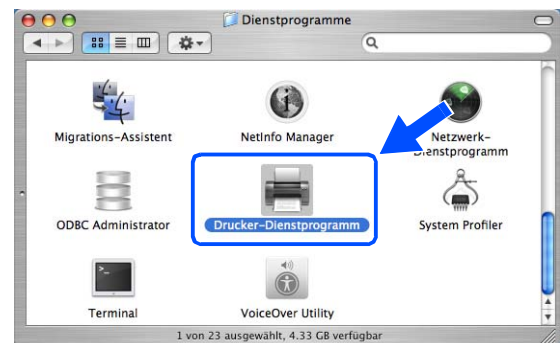 Dienstprogramme
Migrations-Assistent
NetInfo Manager
Netzwerk-
Dienstprogramm
ODBC Administrator
Drucker-Dienstprogramm
System Profiler
Terminal
VoiceOver Utility
1 von 23 ausgewählt, 4.33 GB verfügbar